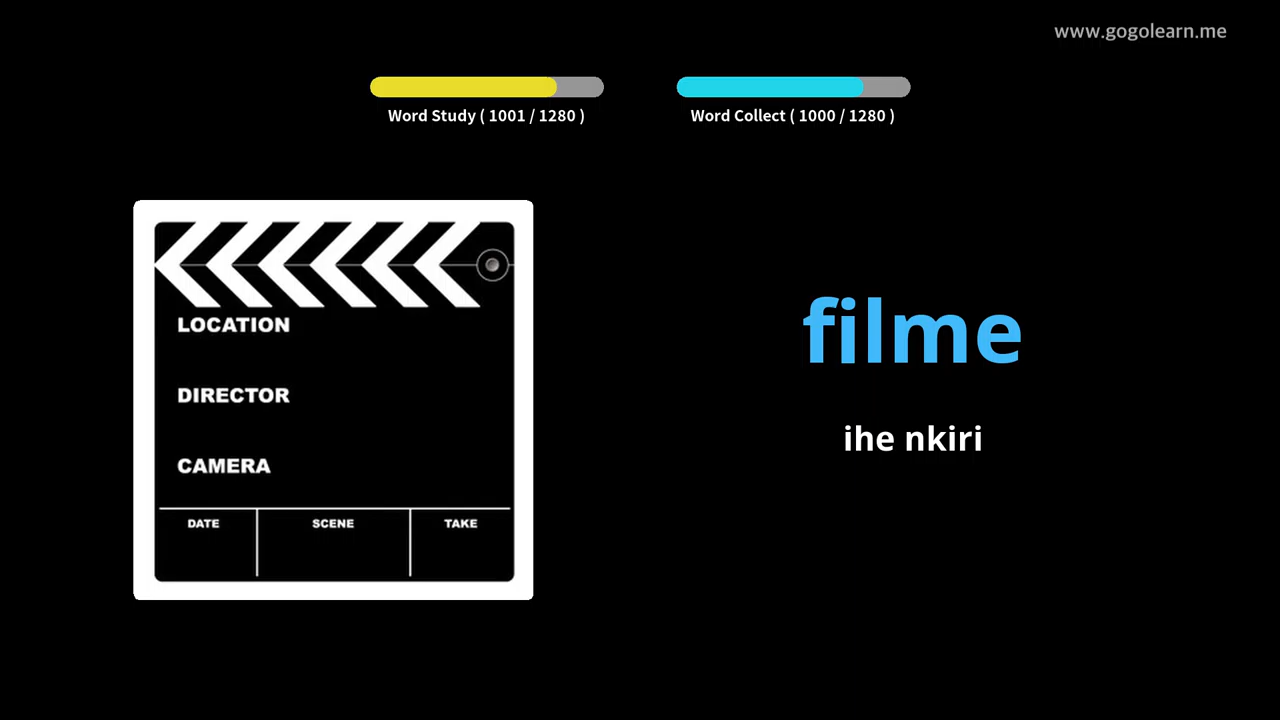 www.gogolearn.me
Word Study ( 1001 / 1280 )
Word Collect ( 1000 / 1280 )
LOCATION
DIRECTOR
CAMERA
DATE
SCENE
TAKE
filme
ihe nkiri